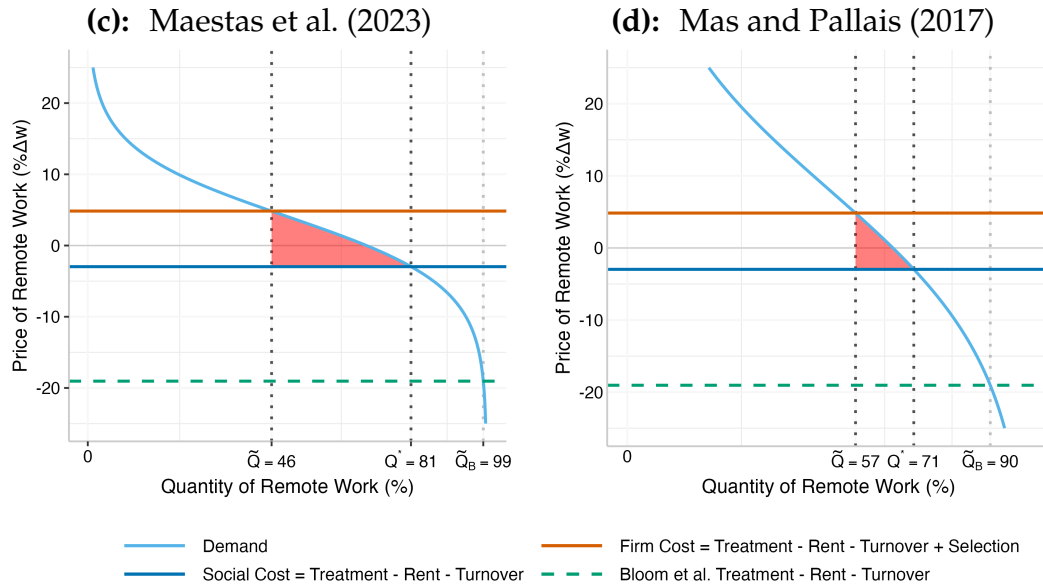 (c): Maestas et al. (2023)
Price of Remote Work (%Δw)
20
10
0
-10
-20
0
Q̃ = 46
Q* = 81
Q̃B = 99
Quantity of Remote Work (%)
(d): Mas and Pallais (2017)
Price of Remote Work (%Δw)
20
10
0
-10
-20
0
Q̃ = 57
Q* = 71
Q̃B = 90
Quantity of Remote Work (%)
Demand
Social Cost = Treatment - Rent - Turnover
Firm Cost = Treatment - Rent - Turnover + Selection
Bloom et al. Treatment - Rent - Turnover